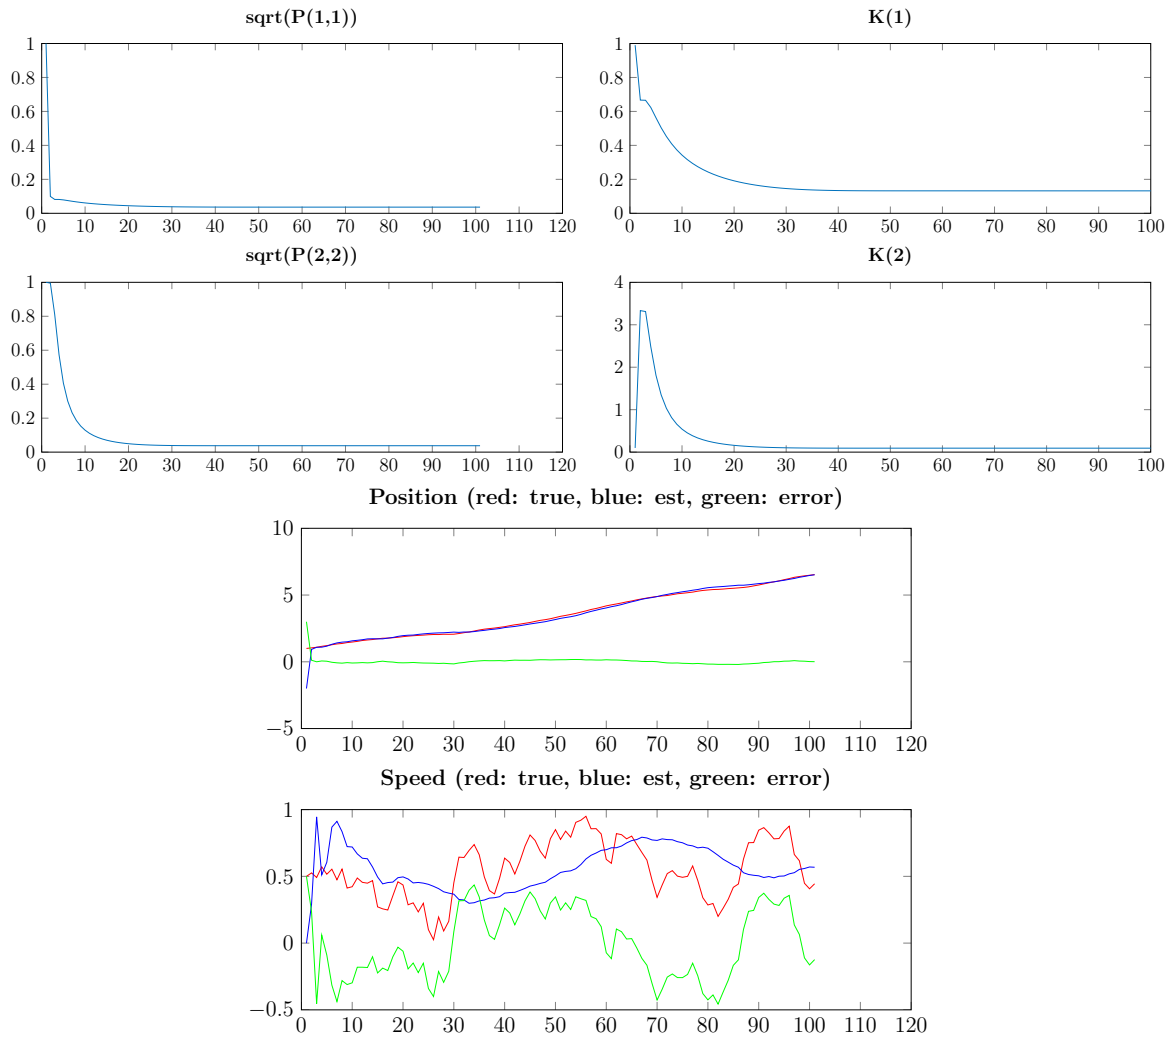 sqrt(P(1,1))
1
0.8
0.6
0.4
0.2
0
0 10 20 30 40 50 60 70 80 90 100 110 120
K(1)
1
0.8
0.6
0.4
0.2
0
0 10 20 30 40 50 60 70 80 90 100
sqrt(P(2,2))
1
0.8
0.6
0.4
0.2
0
0 10 20 30 40 50 60 70 80 90 100 110 120
K(2)
4
3
2
1
0
0 10 20 30 40 50 60 70 80 90 100
Position (red: true, blue: est, green: error)
10
5
0
−5
0 10 20 30 40 50 60 70 80 90 100 110 120
Speed (red: true, blue: est, green: error)
1
0.5
0
−0.5
0 10 20 30 40 50 60 70 80 90 100 110 120